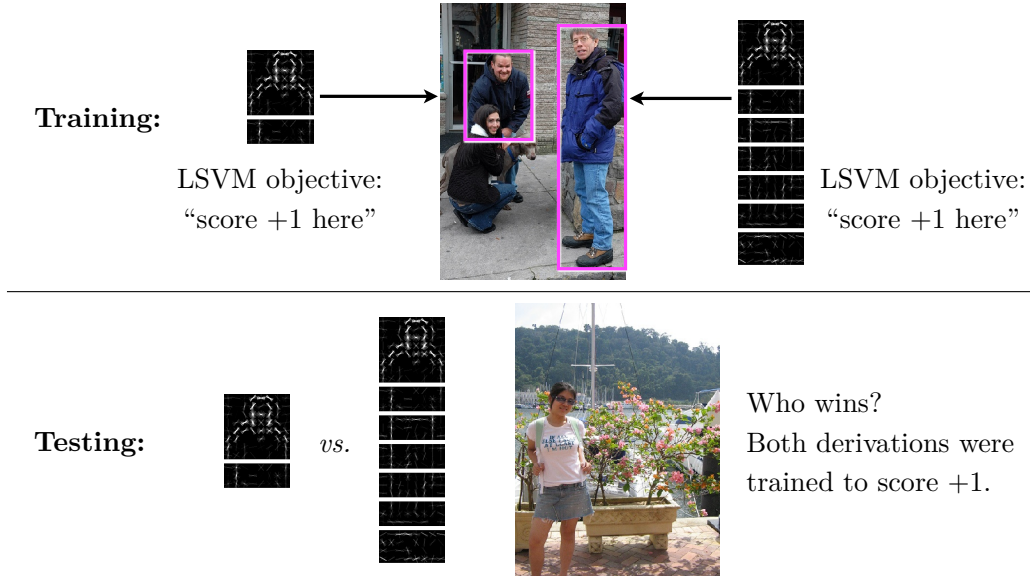 Training:
LSVM objective:
“score +1 here”
LSVM objective:
“score +1 here”
Testing:
vs.
Who wins?
Both derivations were
trained to score +1.